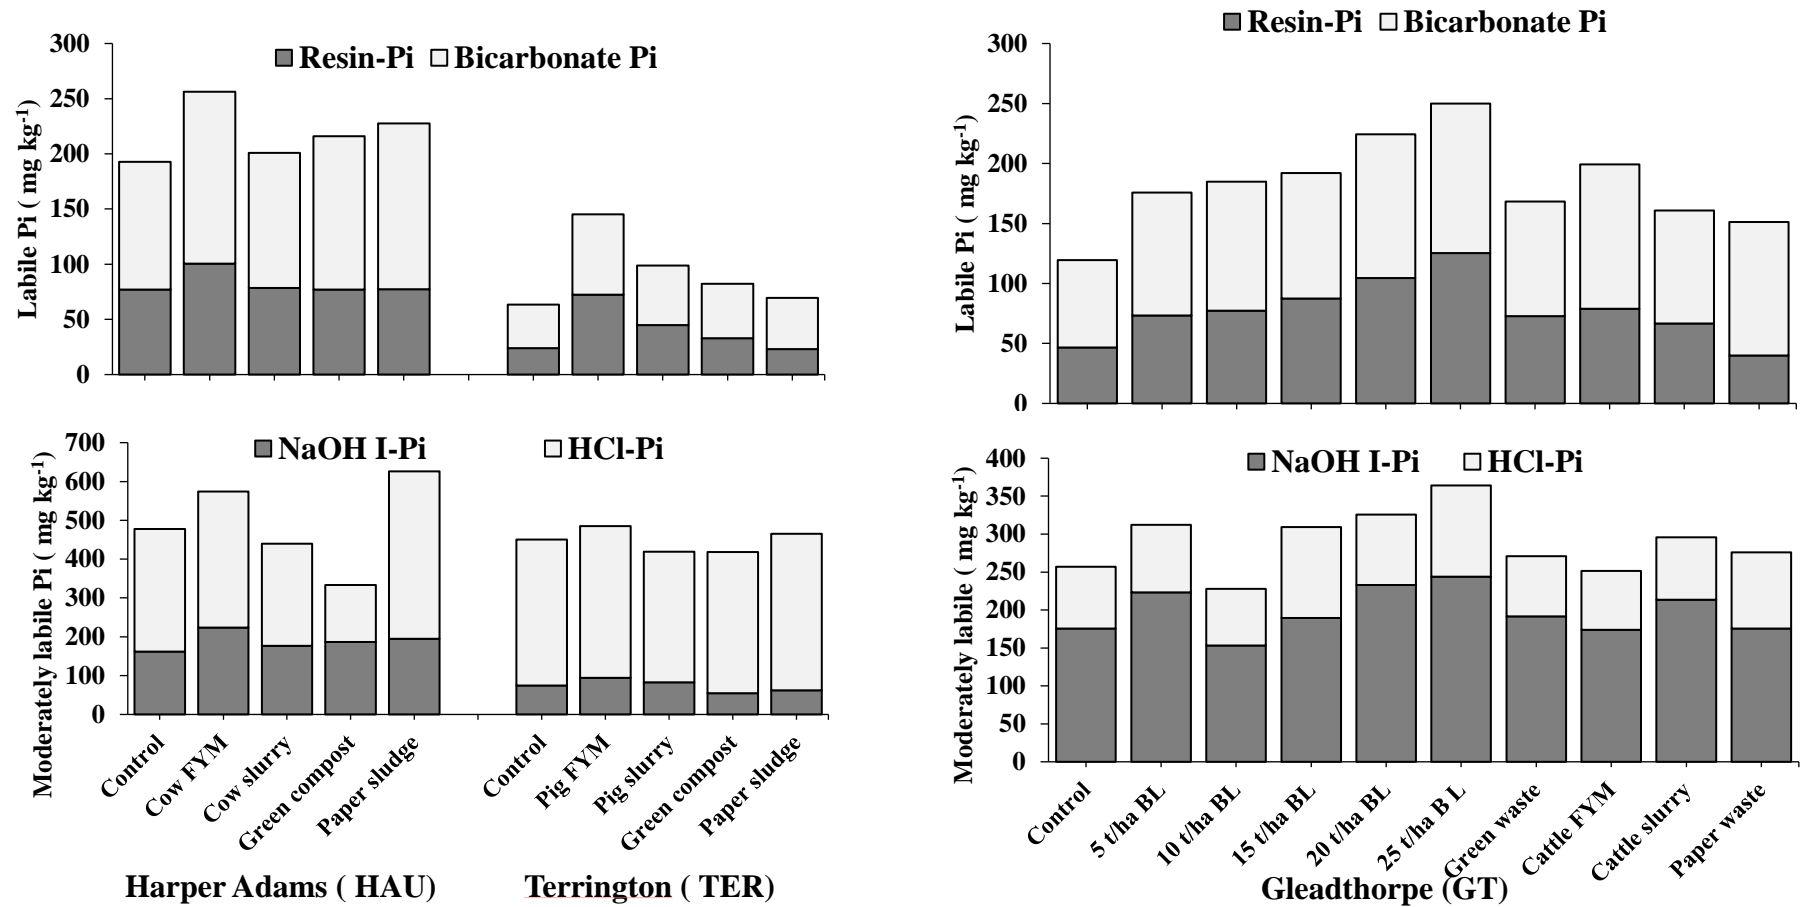 Resin-Pi Bicarbonate Pi
300
250
200
150
100
50
0
Labile Pi ( mg kg-1)
NaOH I-Pi HCl-Pi
700
600
500
400
300
200
100
0
Moderately labile Pi ( mg kg-1)
Control
Cow FYM
Cow slurry
Green compost
Paper sludge
Control
Pig FYM
Pig slurry
Green compost
Paper sludge
Harper Adams ( HAU)
Terrington ( TER)
Resin-Pi Bicarbonate Pi
300
250
200
150
100
50
0
Labile Pi ( mg kg-1)
NaOH I-Pi HCl-Pi
400
350
300
250
200
150
100
50
0
Moderately labile ( mg kg-1)
Control
5 t/ha BL
10 t/ha BL
15 t/ha BL
20 t/ha BL
25 t/ha B L
Green waste
Cattle FYM
Cattle slurry
Paper waste
Gleadthorpe (GT)